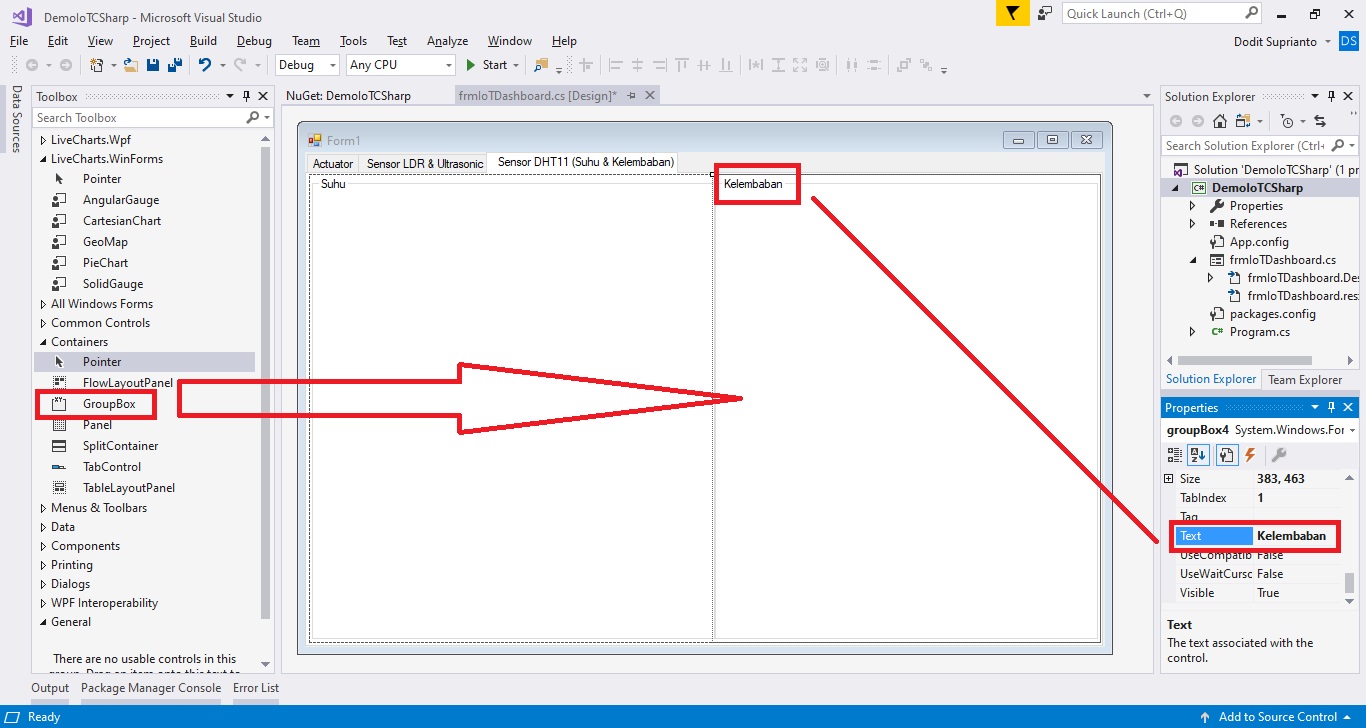 DemoIoTCSharp - Microsoft Visual Studio
Quick Launch (Ctrl+Q)
File Edit View Project Build Debug Team Tools Test Analyze Window Help
Dodit Suprianto
DS
Debug
Any CPU
Start
Data Sources
Toolbox
Search Toolbox
LiveCharts.Wpf
LiveCharts.WinForms
Pointer
AngularGauge
CartesianChart
GeoMap
PieChart
SolidGauge
All Windows Forms
Common Controls
Containers
Pointer
FlowLayoutPanel
GroupBox
Panel
SplitContainer
TabControl
TableLayoutPanel
Menus & Toolbars
Data
Components
Printing
Dialogs
WPF Interoperability
General
There are no usable controls in this
group. Drag an item onto this text to
NuGet: DemoIoTCSharp
frmIoTDashboard.cs [Design]*
Form1
Actuator
Sensor LDR & Ultrasonic
Sensor DHT11 (Suhu & Kelembaban)
Suhu
Kelembaban
Solution Explorer
Search Solution Explorer (Ctrl+
Solution 'DemoIoTCSharp' (1 pr
DemoIoTCSharp
Properties
References
App.config
frmIoTDashboard.cs
frmIoTDashboard.De
frmIoTDashboard.res
packages.config
Program.cs
Solution Explorer
Team Explorer
Properties
groupBox4 System.Windows.For
Size 383, 463
TabIndex 1
Tag
Text Kelembaban
UseCompatib False
UseWaitCurso False
Visible True
Text
The text associated with the
control.
Output
Package Manager Console
Error List
Ready
Add to Source Control